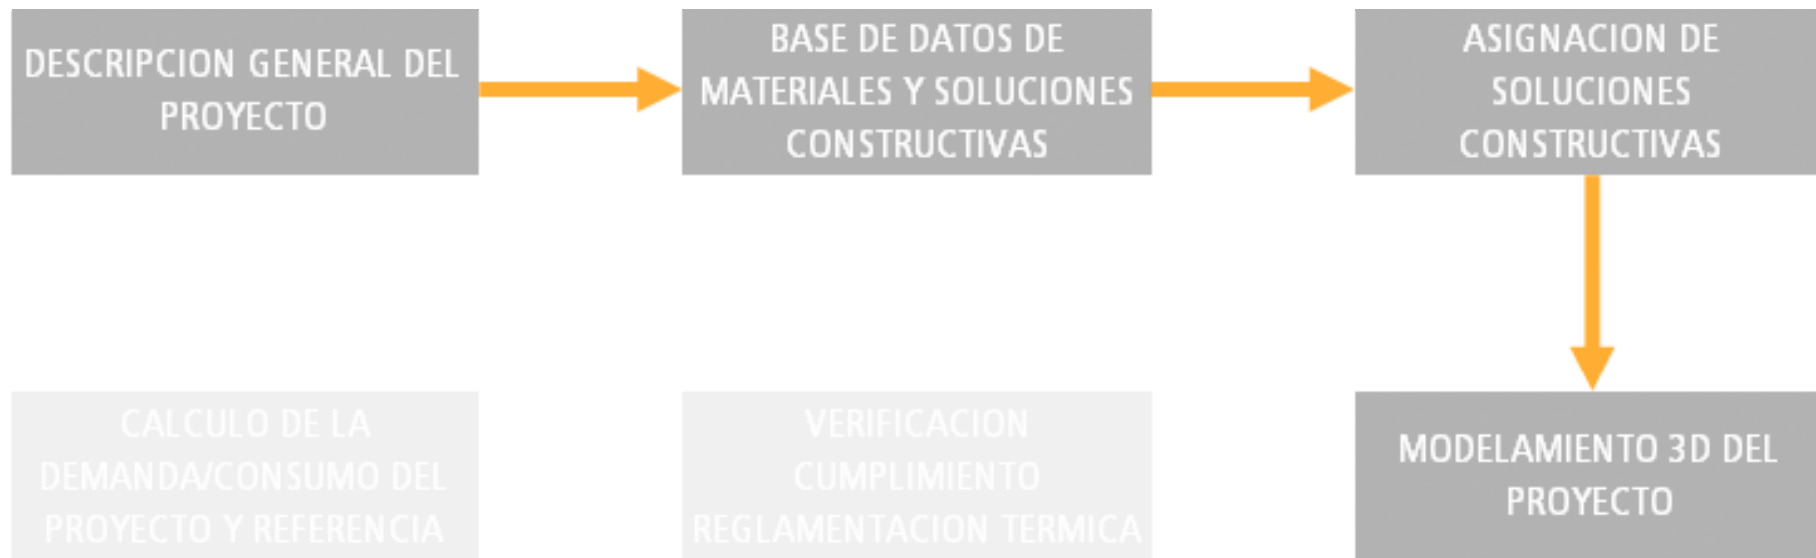 DESCRIPCION GENERAL DEL
PROYECTO
BASE DE DATOS DE
MATERIALES Y SOLUCIONES
CONSTRUCTIVAS
ASIGNACION DE
SOLUCIONES
CONSTRUCTIVAS
CALCULO DE LA
DEMANDA/CONSUMO DEL
PROYECTO Y REFERENCIA
VERIFICACION
CUMPLIMIENTO
REGLAMENTACION TERMICA
MODELAMIENTO 3D DEL
PROYECTO